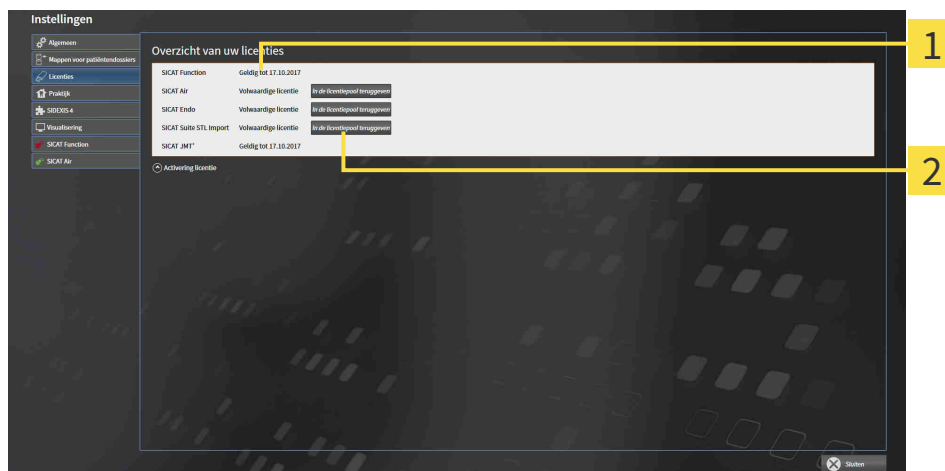 Instellingen
Algemeen
Mappen voor patiëntendossiers
Licenties
Praktijk
SIDEXIS 4
Visualisering
SICAT Function
SICAT Air
Overzicht van uw licenties
SICAT Function Geldig tot 17.10.2017
SICAT Air Volwaardige licentie In de licentiepool teruggeven
SICAT Endo Volwaardige licentie In de licentiepool teruggeven
SICAT Suite STL Import Volwaardige licentie In de licentiepool teruggeven
SICAT JMT⁺ Geldig tot 17.10.2017
Activering licentie
Sluiten
1
2